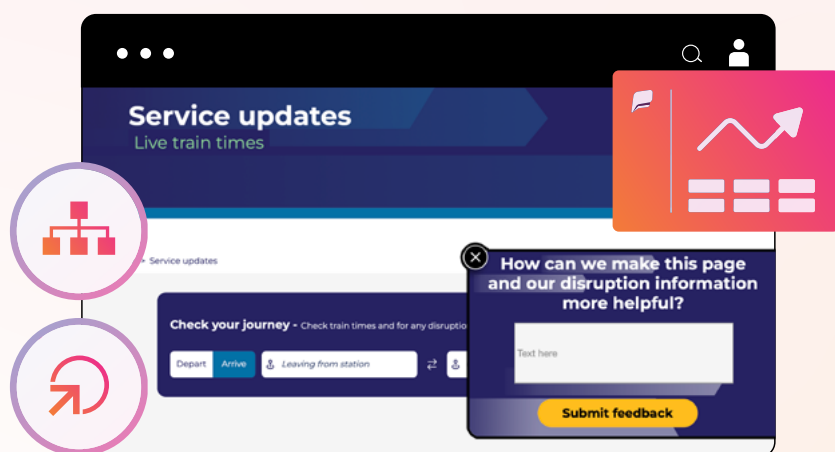 Service updates
Live train times
Service updates
How can we make this page
and our disruption information
more helpful?
Check your journey - Check train times and for any disruptio
Depart Arrive Leaving from station
Text here
Submit feedback